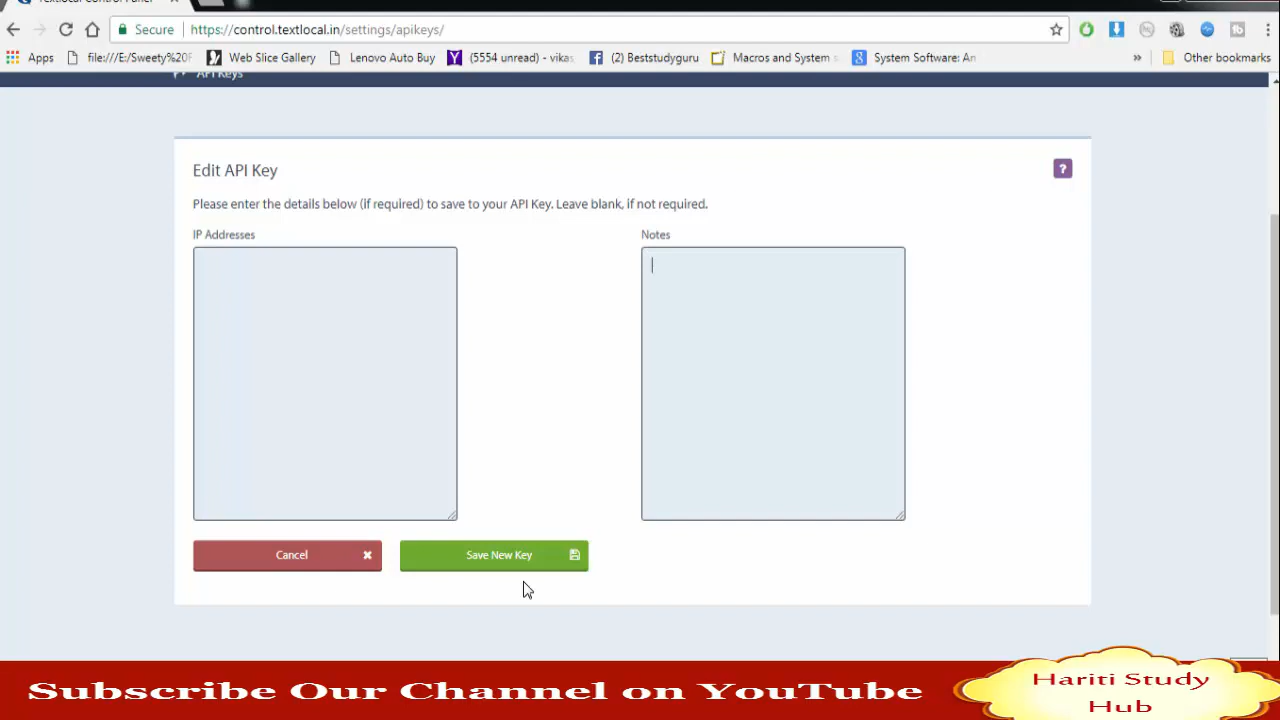 Textlocal Control Panel
Secure https://control.textlocal.in/settings/apikeys/
Apps file:///E:/Sweety%20F Web Slice Gallery Lenovo Auto Buy (5554 unread) - vikas (2) Beststudyguru Macros and System s System Software: An » Other bookmarks
API Keys
Edit API Key
?
Please enter the details below (if required) to save to your API Key. Leave blank, if not required.
IP Addresses
Notes
Cancel
Save New Key
Subscribe Our Channel on YouTube
Hariti Study
Hub